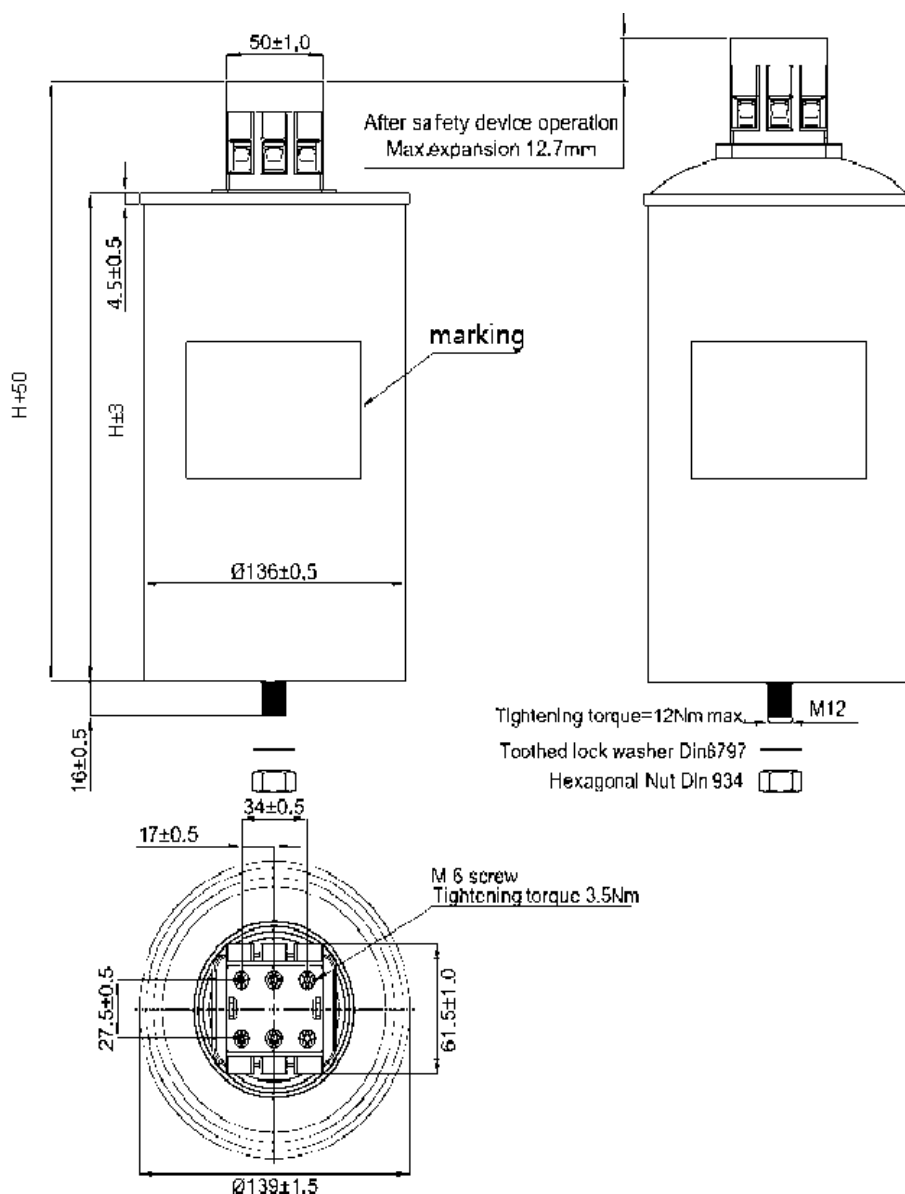 50±1,0
After safety device operation
Max.expansion 12.7mm
4.5±0.5
marking
H+50
H±3
Ø136±0,5
16±0.5
Tightening torque=12Nm max.
M12
Toothed lock washer Din6797
Hexagonal Nut Din 934
34±0.5
17±0.5
M 6 screw
Tightening torque 3.5Nm
27.5±0.5
61.5±1.0
Ø139±1.5